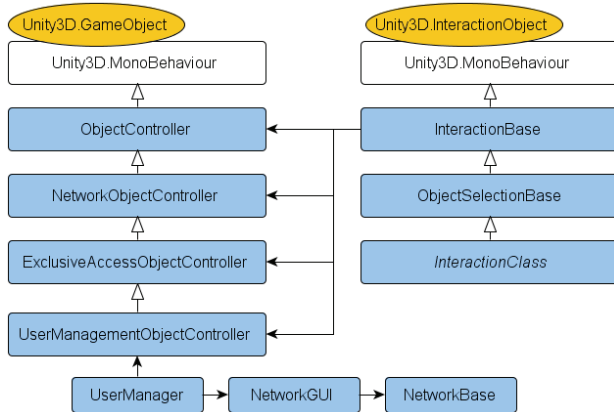 Unity3D.GameObject
Unity3D.InteractionObject
Unity3D.MonoBehaviour
Unity3D.MonoBehaviour
ObjectController
InteractionBase
NetworkObjectController
ObjectSelectionBase
ExclusiveAccessObjectController
InteractionClass
UserManagementObjectController
UserManager
NetworkGUI
NetworkBase